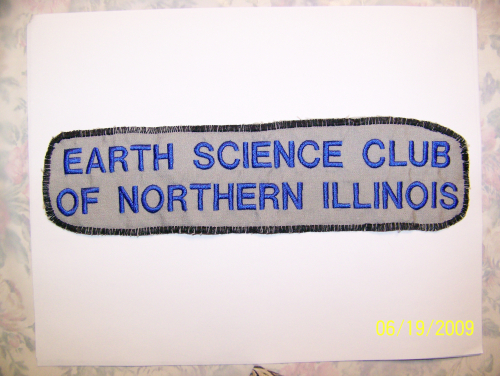 EARTH SCIENCE CLUB
OF NORTHERN ILLINOIS
06/19/2009